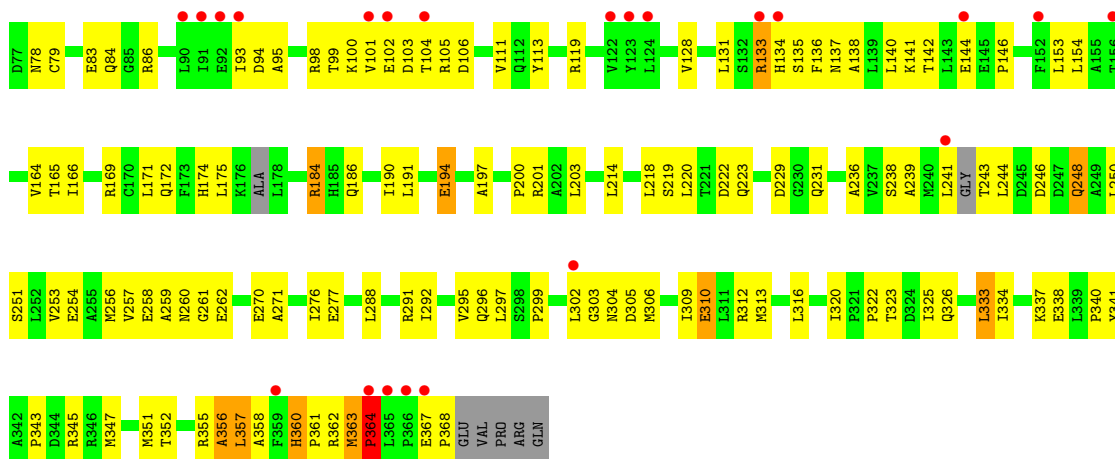 D77 N78 C79 E83 Q84 G85 R86 L90 I91 E92 I93 D94 A95 R98 T99 K100 V101 E102 D103 T104 R105 D106 V111 Q112 Y113 R119 V122 Y123 L124 V128 L131 S132 R133 H134 S135 F136 N137 A138 L139 L140 K141 T142 L143 E144 E145 P146 F152 L153 L154 A155 T156
V164 T165 I166 R169 C170 L171 Q172 F173 H174 L175 K176 ALA L178 R184 H185 Q186 I190 L191 E194 A197 P200 R201 A202 L203 L214 L218 S219 L220 T221 D222 Q223 D229 G230 Q231 A236 V237 S238 A239 M240 L241 GLY T243 L244 D245 D246 D247 Q248 A249 L250
S251 L252 V253 E254 A255 M256 V257 E258 A259 N260 G261 E262 E270 A271 I276 E277 L288 R291 I292 V295 Q296 L297 S298 P299 L302 G303 N304 D305 M306 I309 E310 L311 R312 M313 L316 I320 P321 P322 T323 D324 I325 Q326 L333 I334 K337 E338 L339 P340 Y341
A342 P343 D344 R345 R346 M347 M351 T352 R355 A356 L357 A358 F359 H360 P361 R362 M363 P364 L365 P366 E367 P368 GLU VAL PRO ARG GLN